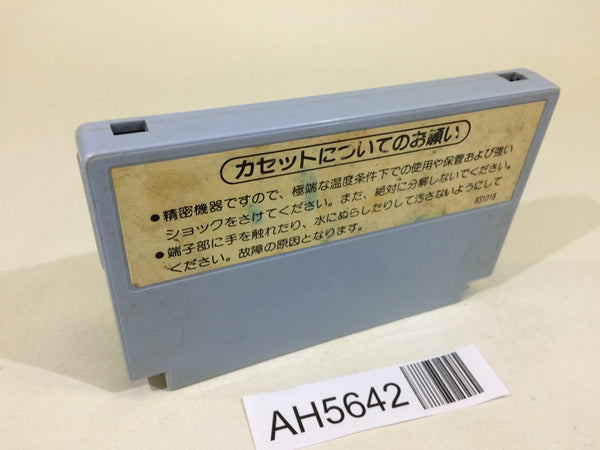 カセットについてのお願い
●精密機器ですので、極端な温度条件下での使用や保管および強い
ショックをさけてください。また、絶対に分解しないでください。
●端子部に手を触れたり、水にぬらしたりして汚さないようにして
ください。故障の原因となります。
831018
AH5642